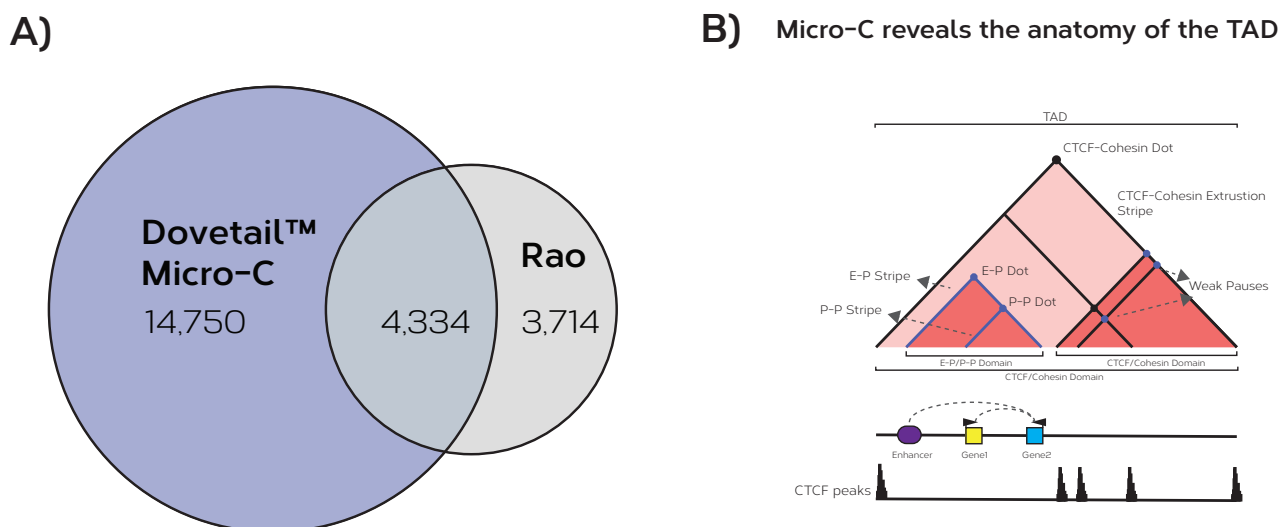 A)
Dovetail™
Micro-C
14,750
4,334
Rao
3,714
B)
Micro-C reveals the anatomy of the TAD
TAD
CTCF-Cohesin Dot
CTCF-Cohesin Extrustion
Stripe
E-P Stripe
E-P Dot
P-P Stripe
P-P Dot
Weak Pauses
E-P/P-P Domain
CTCF/Cohesin Domain
CTCF/Cohesin Domain
Enhancer
Gene1
Gene2
CTCF peaks